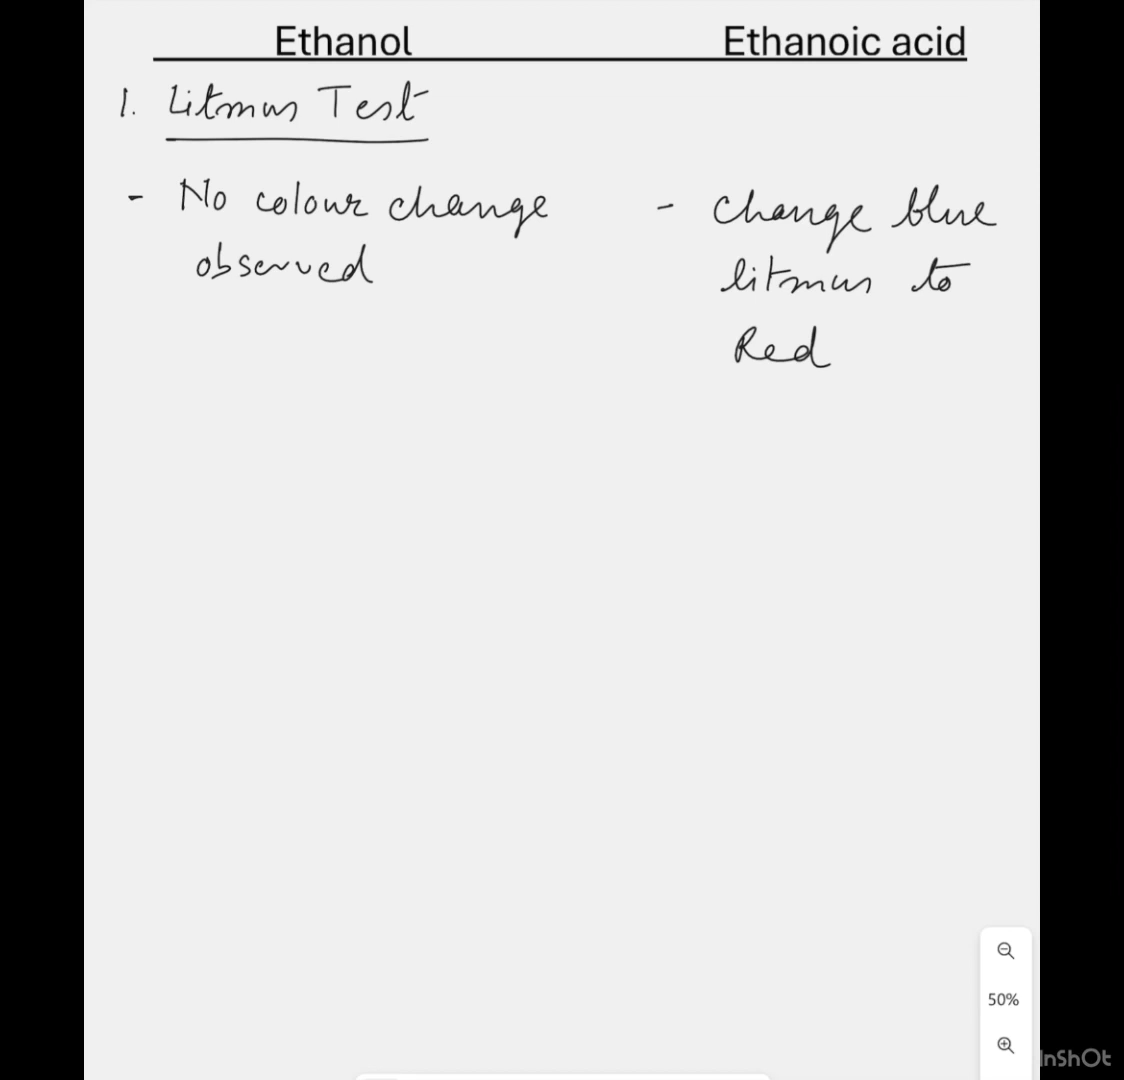 Ethanol Ethanoic acid
1. Litmus Test
- No colour change - change blue
observed litmus to
Red
50%
InShOt